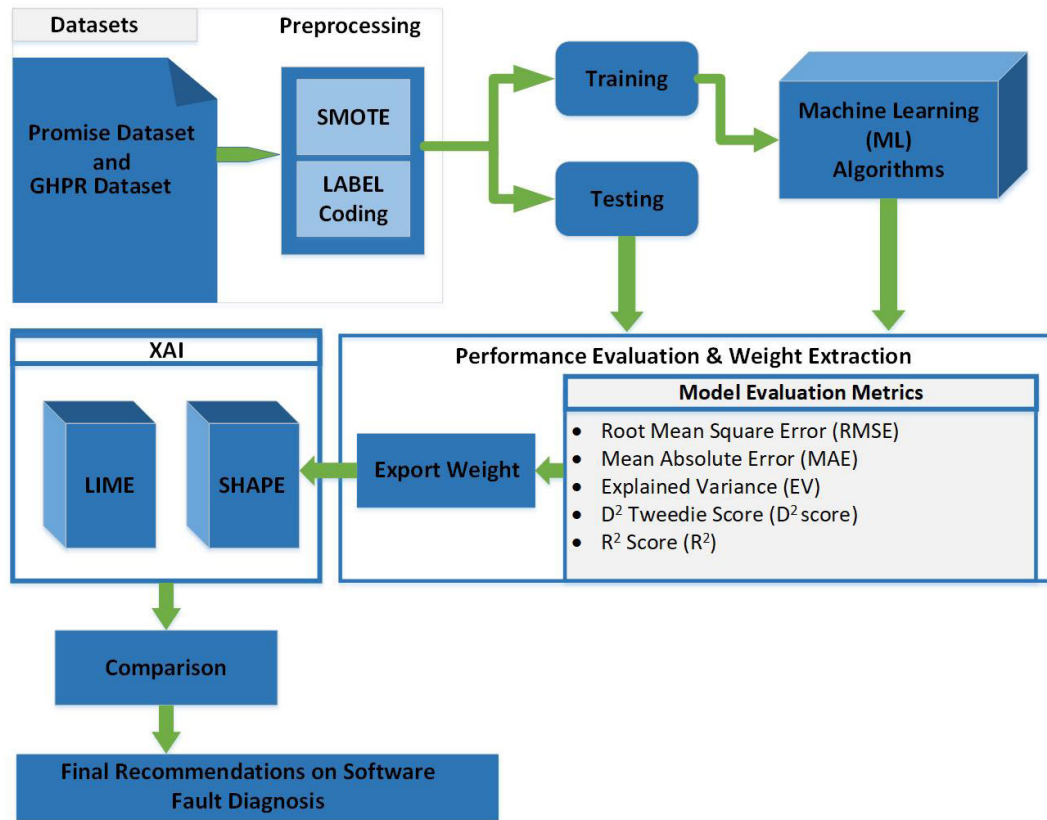 Datasets
Preprocessing
Promise Dataset
and
GHPR Dataset
SMOTE
LABEL
Coding
Training
Testing
Machine Learning
(ML)
Algorithms
XAI
LIME
SHAPE
Performance Evaluation & Weight Extraction
Export Weight
Model Evaluation Metrics
• Root Mean Square Error (RMSE)
• Mean Absolute Error (MAE)
• Explained Variance (EV)
• D² Tweedie Score (D² score)
• R² Score (R²)
Comparison
Final Recommendations on Software
Fault Diagnosis